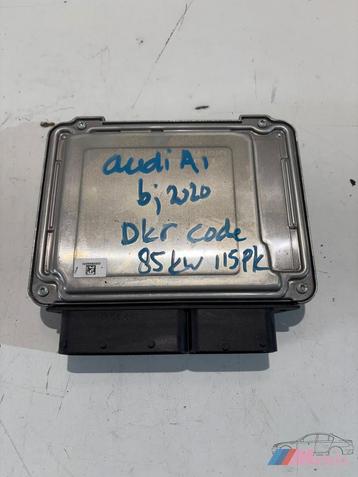 audi A1
bj 2020
Dkr code
85kw 115pk